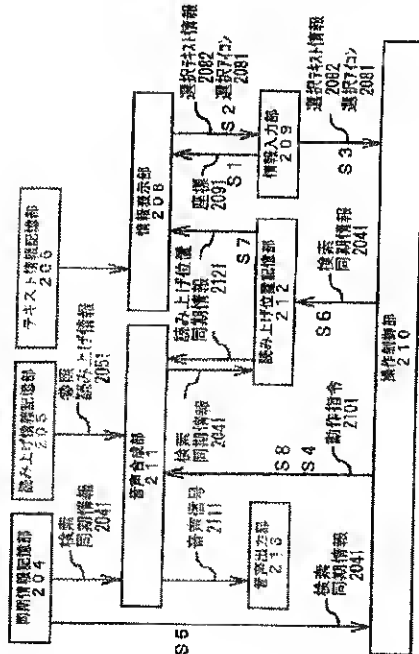 同期情報記憶部
204
読み上げ情報記憶部
205
テキスト情報記憶部
206
検索
同期情報
2041
参照
読み上げ情報
2051
音声合成部
211
情報表示部
208
検索
同期情報
2041
読み上げ位置
同期情報
2121
S7
座標
2091
S1
S2
選択テキスト情報
2082
選択アイコン
2081
音声信号
2111
音声出力部
213
読み上げ位置記憶部
212
情報入力部
209
S5
S8
S4
動作指令
2101
S6
検索
同期情報
2041
S3
選択テキスト情報
2082
選択アイコン
2081
検索
同期情報
2041
操作制御部
210